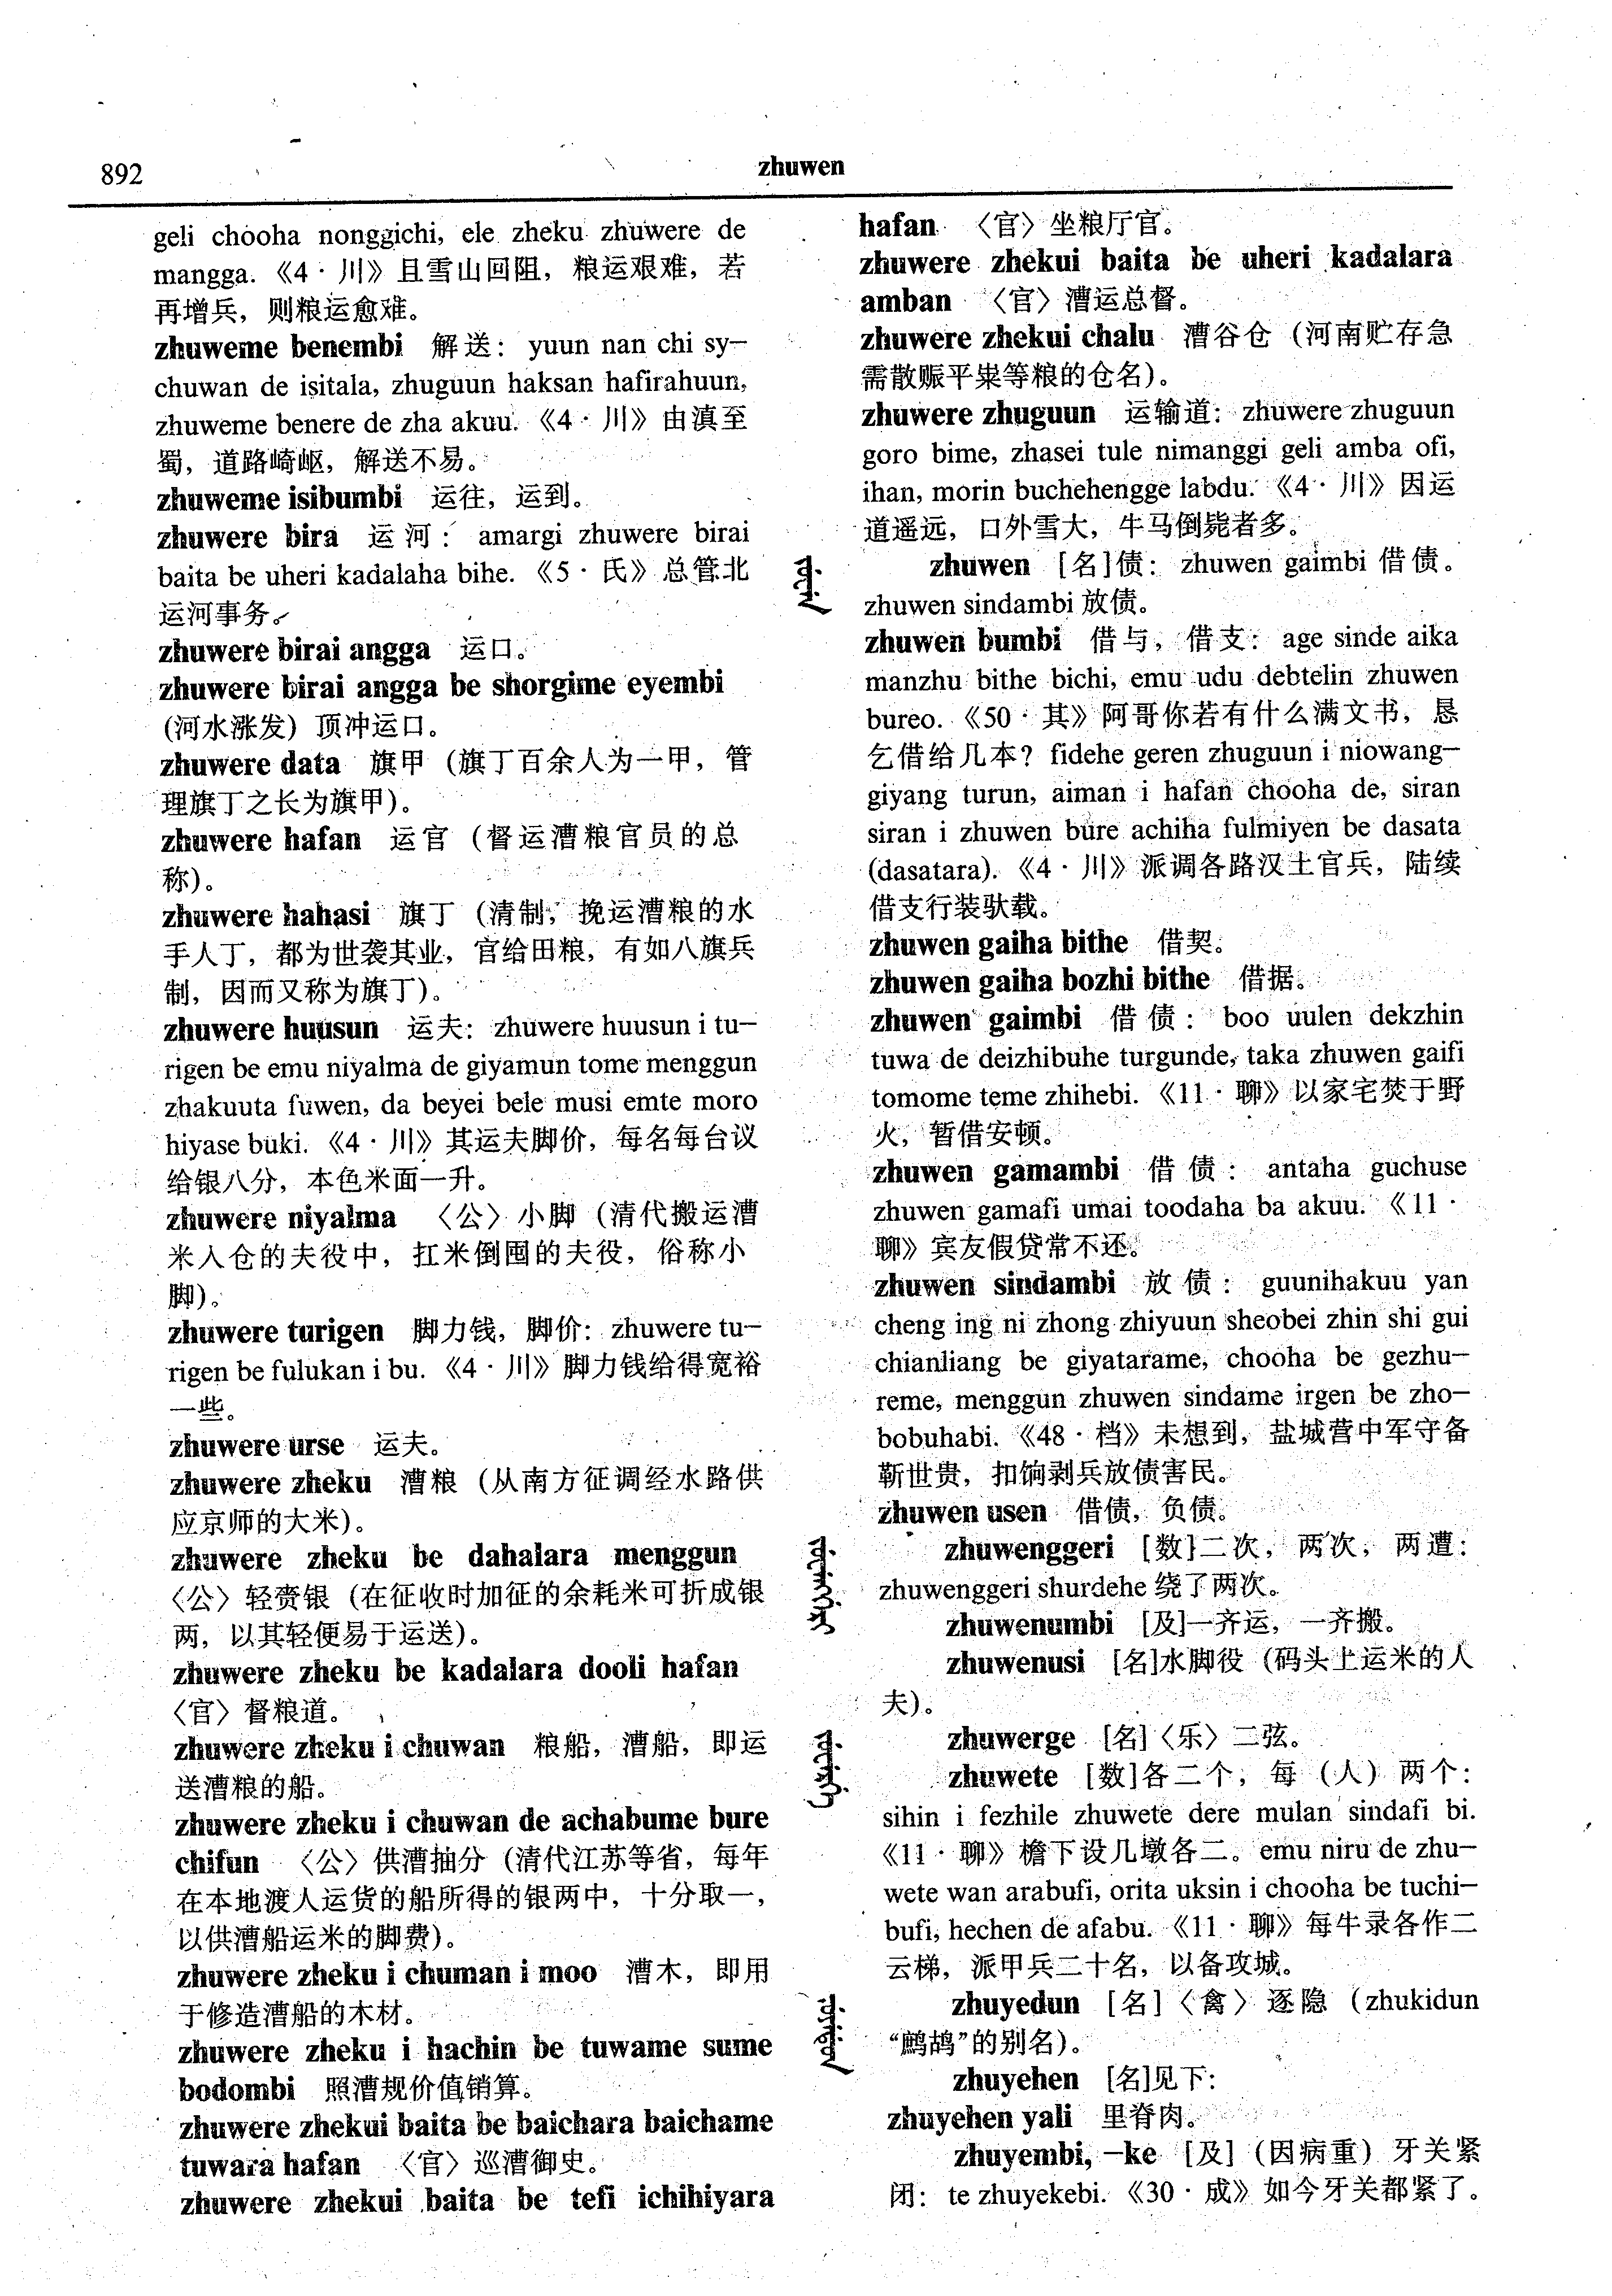 892
zhuwen
geli chooha nonggichi, ele zheku zhuwere de
mangga.《4·川》且雪山回阻，粮运艰难，若
再增兵，则粮运愈难。
zhuweme benembi 解送：yuun nan chi sy-
chuwan de isitala, zhuguun haksan hafirahuun,
zhuweme benere de zha akuu.《4·川》由滇至
蜀，道路崎岖，解送不易。
zhuweme isibumbi 运往，运到。
zhuwere bira 运河：amargi zhuwere birai
baita be uheri kadalaha bihe.《5·氏》总管北
运河事务。
zhuwere birai angga 运口。
zhuwere birai angga be shorgime eyembi
(河水涨发) 顶冲运口。
zhuwere data 旗甲（旗丁百余人为一甲，管
理旗丁之长为旗甲）。
zhuwere hafan 运官（督运漕粮官员的总
称）。
zhuwere hahasi 旗丁（清制，挽运漕粮的水
手人丁，都为世袭其业，官给田粮，有如八旗兵
制，因而又称为旗丁）。
zhuwere huusun 运夫：zhuwere huusun i tu-
rigen be emu niyalma de giyamun tome menggun
zhakuuta fuwen, da beyei bele musi emte moro
hiyase buki.《4·川》其运夫脚价，每名每台议
给银八分，本色米面一升。
zhuwere niyalma 〈公〉小脚（清代搬运漕
米入仓的夫役中，扛米倒囤的夫役，俗称小
脚）。
zhuwere turigen 脚力钱，脚价：zhuwere tu-
rigen be fulukan i bu.《4·川》脚力钱给得宽裕
一些。
zhuwere urse 运夫。
zhuwere zheku 漕粮（从南方征调经水路供
应京师的大米）。
zhuwere zheku be dahalara menggun
〈公〉轻赍银（在征收时加征的余耗米可折成银
两，以其轻便易于运送）。
zhuwere zheku be kadalara dooli hafan
〈官〉督粮道。
zhuwere zheku i chuwan 粮船，漕船，即运
送漕粮的船。
zhuwere zheku i chuwan de achabume bure
chifun 〈公〉供漕抽分（清代江苏等省，每年
在本地渡人运货的船所得的银两中，十分取一，
以供漕船运米的脚费）。
zhuwere zheku i chuman i moo 漕木，即用
于修造漕船的木材。
zhuwere zheku i hachin be tuwame sume
bodombi 照漕规价值销算。
zhuwere zhekui baita be baichara baichame
tuwara hafan 〈官〉巡漕御史。
zhuwere zhekui baita be tefi ichihiyara
hafan 〈官〉坐粮厅官。
zhuwere zhekui baita be uheri kadalara
amban 〈官〉漕运总督。
zhuwere zhekui chalu 漕谷仓（河南贮存急
需散赈平粜等粮的仓名）。
zhuwere zhuguun 运输道：zhuwere zhuguun
goro bime, zhasei tule nimanggi geli amba ofi,
ihan, morin buchehengge labdu.《4·川》因运
道遥远，口外雪大，牛马倒毙者多。
zhuwen [名]债：zhuwen gaimbi 借债。
zhuwen sindambi 放债。
zhuwen bumbi 借与，借支：age sinde aika
manzhu bithe bichi, emu udu debtelin zhuwen
bureo.《50·其》阿哥你若有什么满文书，恳
乞借给几本？fidehe geren zhuguun i niowang-
giyang turun, aiman i hafan chooha de, siran
siran i zhuwen bure achiha fulmiyen be dasata
(dasatara).《4·川》派调各路汉土官兵，陆续
借支行装驮载。
zhuwen gaiha bithe 借契。
zhuwen gaiha bozhi bithe 借据。
zhuwen gaimbi 借债：boo uulen dekzhin
tuwa de deizhibuhe turgunde, taka zhuwen gaifi
tomome teme zhihebi.《11·聊》以家宅焚于野
火，暂借安顿。
zhuwen gamambi 借债：antaha guchuse
zhuwen gamafi umai toodaha ba akuu.《11·
聊》宾友假贷常不还。
zhuwen sindambi 放债：guunihakuu yan
cheng ing ni zhong zhiyuun sheobei zhin shi gui
chianliang be giyatarame, chooha be gezhu-
reme, menggun zhuwen sindame irgen be zho-
bobuhabi.《48·档》未想到，盐城营中军守备
靳世贵，扣饷剥兵放债害民。
zhuwen usen 借债，负债。
zhuwenggeri [数]二次，两次，两遭：
zhuwenggeri shurdehe 绕了两次。
zhuwenumbi [及]一齐运，一齐搬。
zhuwenusi [名]水脚役（码头上运米的人
夫）。
zhuwerge [名]〈乐〉二弦。
zhuwete [数]各二个，每（人）两个：
sihin i fezhile zhuwete dere mulan sindafi bi.
《11·聊》檐下设几墩各二。emu niru de zhu-
wete wan arabufi, orita uksin i chooha be tuchi-
bufi, hechen de afabu.《11·聊》每牛录各作二
云梯，派甲兵二十名，以备攻城。
zhuyedun [名]〈禽〉逐隐（zhukidun
“鹧鸪”的别名）。
zhuyehen [名]见下：
zhuyehen yali 里脊肉。
zhuyembi, -ke [及]（因病重）牙关紧
闭：te zhuyekebi.《30·成》如今牙关都紧了。